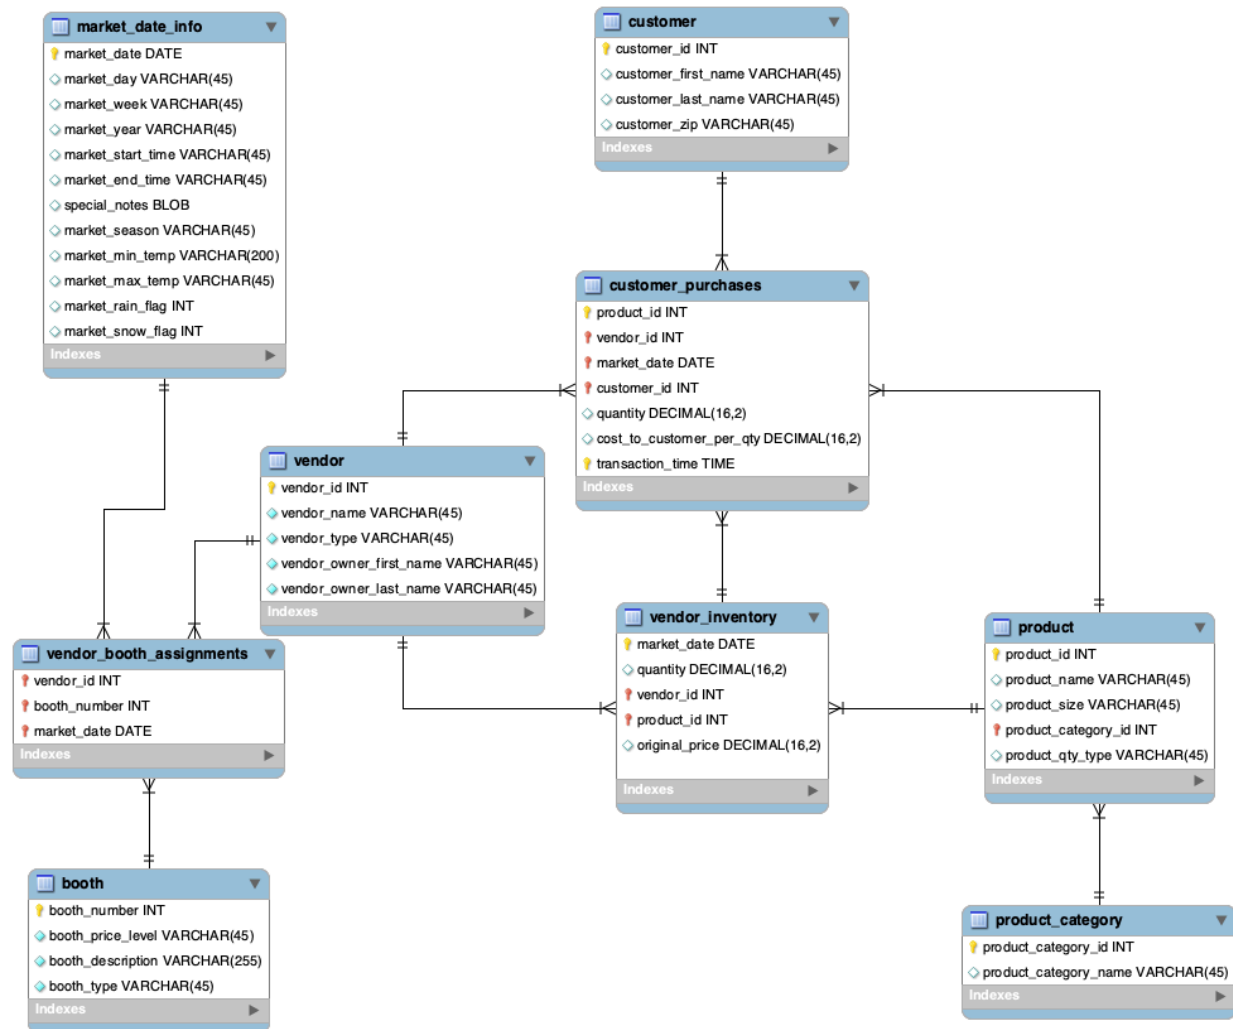 market_date_info
market_date DATE
market_day VARCHAR(45)
market_week VARCHAR(45)
market_year VARCHAR(45)
market_start_time VARCHAR(45)
market_end_time VARCHAR(45)
special_notes BLOB
market_season VARCHAR(45)
market_min_temp VARCHAR(200)
market_max_temp VARCHAR(45)
market_rain_flag INT
market_snow_flag INT
Indexes
customer
customer_id INT
customer_first_name VARCHAR(45)
customer_last_name VARCHAR(45)
customer_zip VARCHAR(45)
Indexes
customer_purchases
product_id INT
vendor_id INT
market_date DATE
customer_id INT
quantity DECIMAL(16,2)
cost_to_customer_per_qty DECIMAL(16,2)
transaction_time TIME
Indexes
vendor
vendor_id INT
vendor_name VARCHAR(45)
vendor_type VARCHAR(45)
vendor_owner_first_name VARCHAR(45)
vendor_owner_last_name VARCHAR(45)
Indexes
vendor_booth_assignments
vendor_id INT
booth_number INT
market_date DATE
Indexes
vendor_inventory
market_date DATE
quantity DECIMAL(16,2)
vendor_id INT
product_id INT
original_price DECIMAL(16,2)
Indexes
product
product_id INT
product_name VARCHAR(45)
product_size VARCHAR(45)
product_category_id INT
product_qty_type VARCHAR(45)
Indexes
booth
booth_number INT
booth_price_level VARCHAR(45)
booth_description VARCHAR(255)
booth_type VARCHAR(45)
Indexes
product_category
product_category_id INT
product_category_name VARCHAR(45)
Indexes